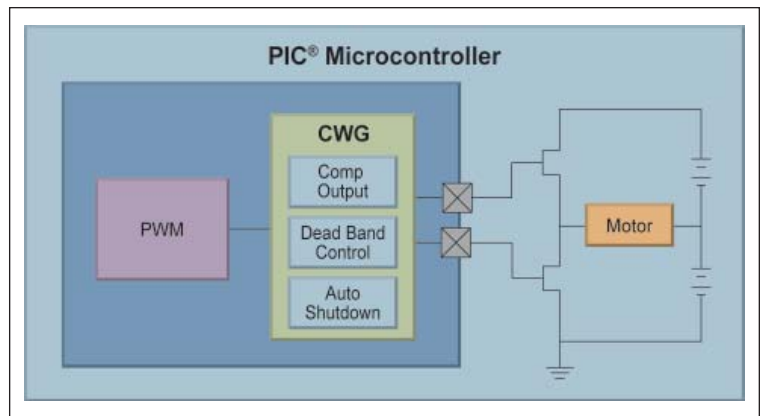 PIC® Microcontroller
CWG
Comp
Output
PWM
Dead Band
Control
Auto
Shutdown
Motor